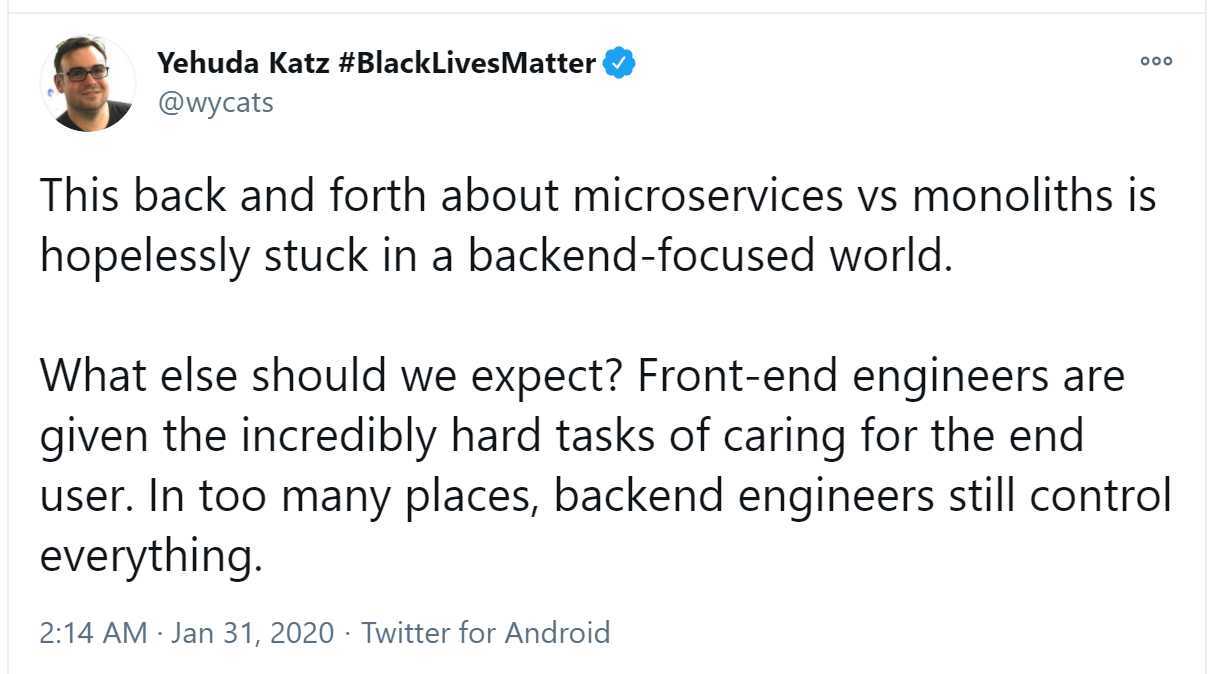 Yehuda Katz #BlackLivesMatter
@wycats
This back and forth about microservices vs monoliths is
hopelessly stuck in a backend-focused world.
What else should we expect? Front-end engineers are
given the incredibly hard tasks of caring for the end
user. In too many places, backend engineers still control
everything.
2:14 AM · Jan 31, 2020 · Twitter for Android